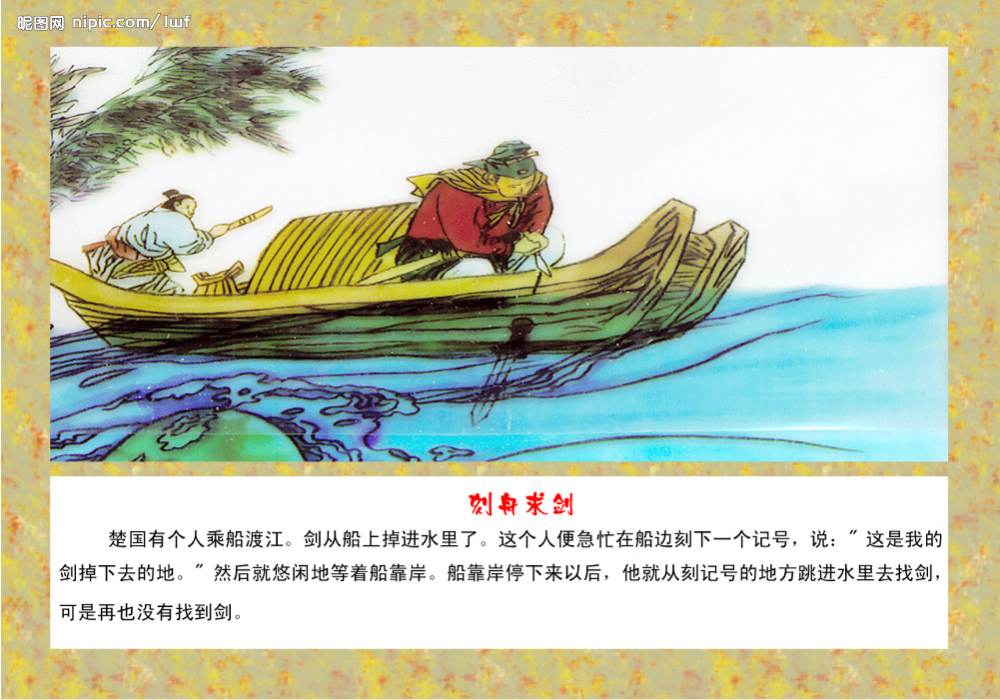 昵图网 nipic.com/lwf
刻舟求剑
楚国有个人乘船渡江。剑从船上掉进水里了。这个人便急忙在船边刻下一个记号，说："这是我的
剑掉下去的地。"然后就悠闲地等着船靠岸。船靠岸停下来以后，他就从刻记号的地方跳进水里去找剑，
可是再也没有找到剑。